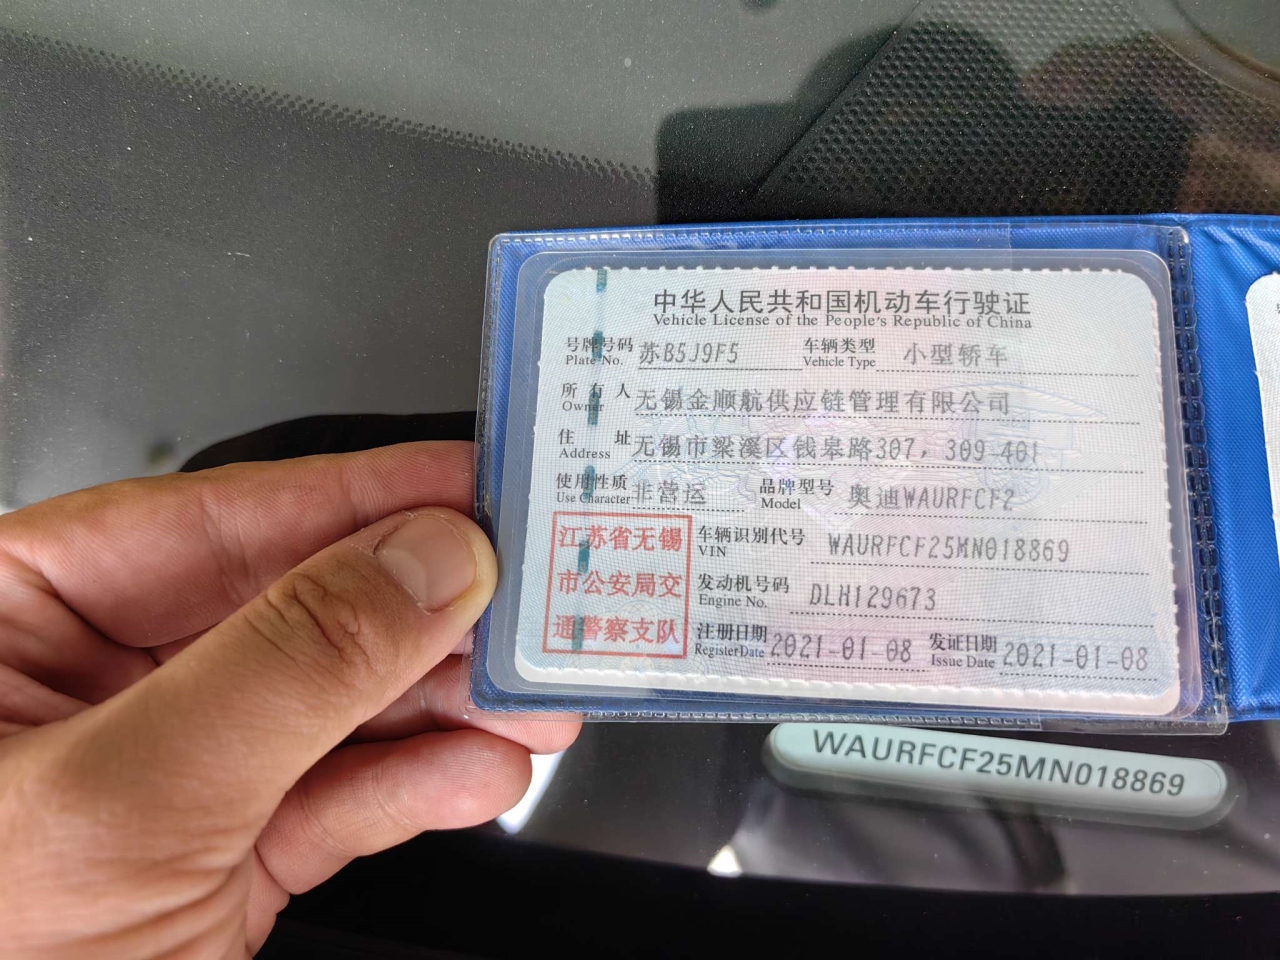 中华人民共和国机动车行驶证
Vehicle License of the People's Republic of China
号牌号码 苏B5J9F5 车辆类型 小型轿车
Plate No. Vehicle Type
所有人 无锡金顺航供应链管理有限公司
Owner
住址 无锡市梁溪区钱皋路307,309-401
Address
使用性质 非营运 品牌型号 奥迪WAURFCF2
Use Character Model
江苏省无锡
市公安局交
通警察支队
车辆识别代号 WAURFCF25MN018869
VIN
发动机号码 DLH129673
Engine No.
注册日期 2021-01-08 发证日期 2021-01-08
Register Date Issue Date
WAURFCF25MN018869